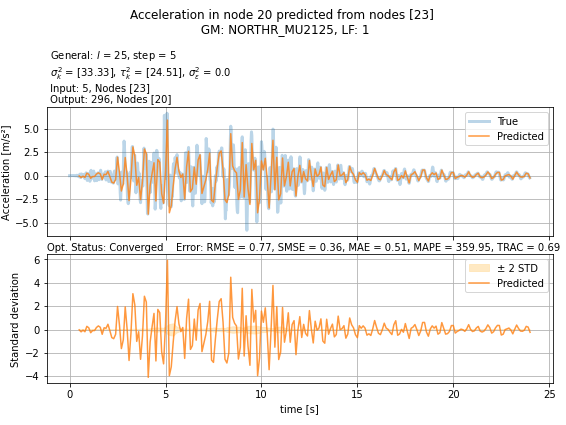 Acceleration in node 20 predicted from nodes [23]
GM: NORTHR_MU2125, LF: 1
General: l = 25, step = 5
σ²ₖ = [33.33], τ²ₖ = [24.51], σ²ε = 0.0
Input: 5, Nodes [23]
Output: 296, Nodes [20]
True
Predicted
Acceleration [m/s²]
5.0
2.5
0.0
−2.5
−5.0
Opt. Status: Converged Error: RMSE = 0.77, SMSE = 0.36, MAE = 0.51, MAPE = 359.95, TRAC = 0.69
± 2 STD
Predicted
Standard deviation
6
4
2
0
−2
−4
0 5 10 15 20 25
time [s]